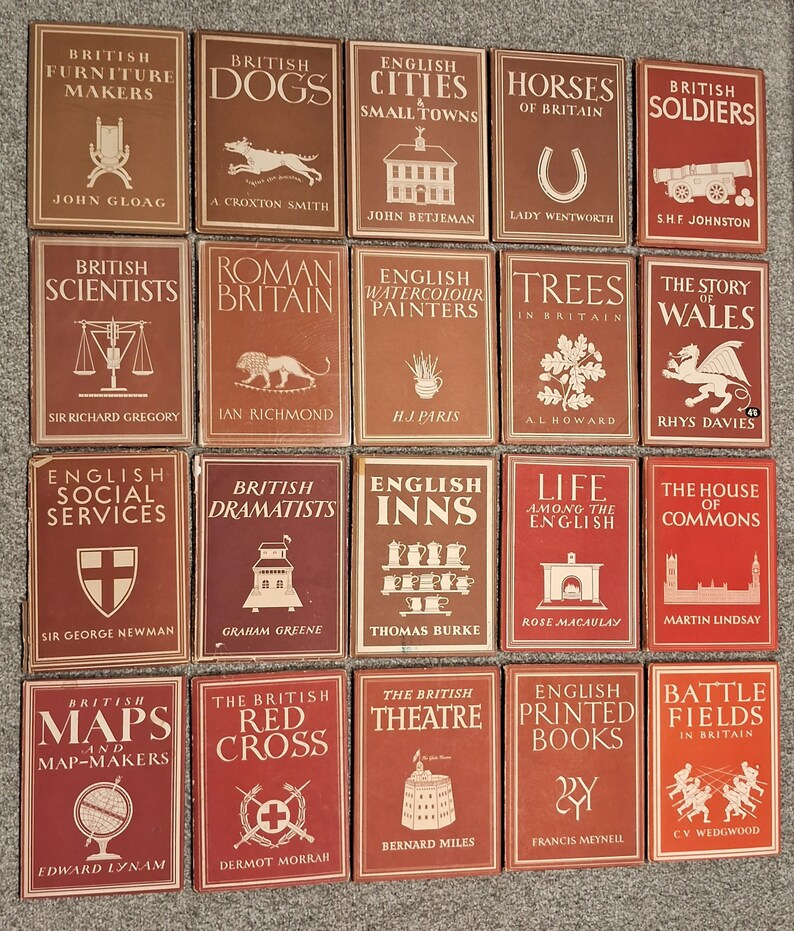 BRITISH
FURNITURE
MAKERS
JOHN GLOAG
BRITISH
DOGS
A. CROXTON SMITH
ENGLISH
CITIES
&
SMALL TOWNS
JOHN BETJEMAN
HORSES
OF BRITAIN
LADY WENTWORTH
BRITISH
SOLDIERS
S.H.F. JOHNSTON
BRITISH
SCIENTISTS
SIR RICHARD GREGORY
ROMAN
BRITAIN
IAN RICHMOND
ENGLISH
WATERCOLOUR
PAINTERS
H.J. PARIS
TREES
IN BRITAIN
A.L. HOWARD
THE STORY
OF
WALES
4/6
RHYS DAVIES
ENGLISH
SOCIAL
SERVICES
SIR GEORGE NEWMAN
BRITISH
DRAMATISTS
GRAHAM GREENE
ENGLISH
INNS
THOMAS BURKE
LIFE
AMONG THE
ENGLISH
ROSE MACAULAY
THE HOUSE
OF
COMMONS
MARTIN LINDSAY
BRITISH
MAPS
AND
MAP-MAKERS
EDWARD LYNAM
THE BRITISH
RED
CROSS
DERMOT MORRAH
THE BRITISH
THEATRE
The Globe Theatre
BERNARD MILES
ENGLISH
PRINTED
BOOKS
FRANCIS MEYNELL
BATTLE
FIELDS
IN BRITAIN
C.V. WEDGWOOD